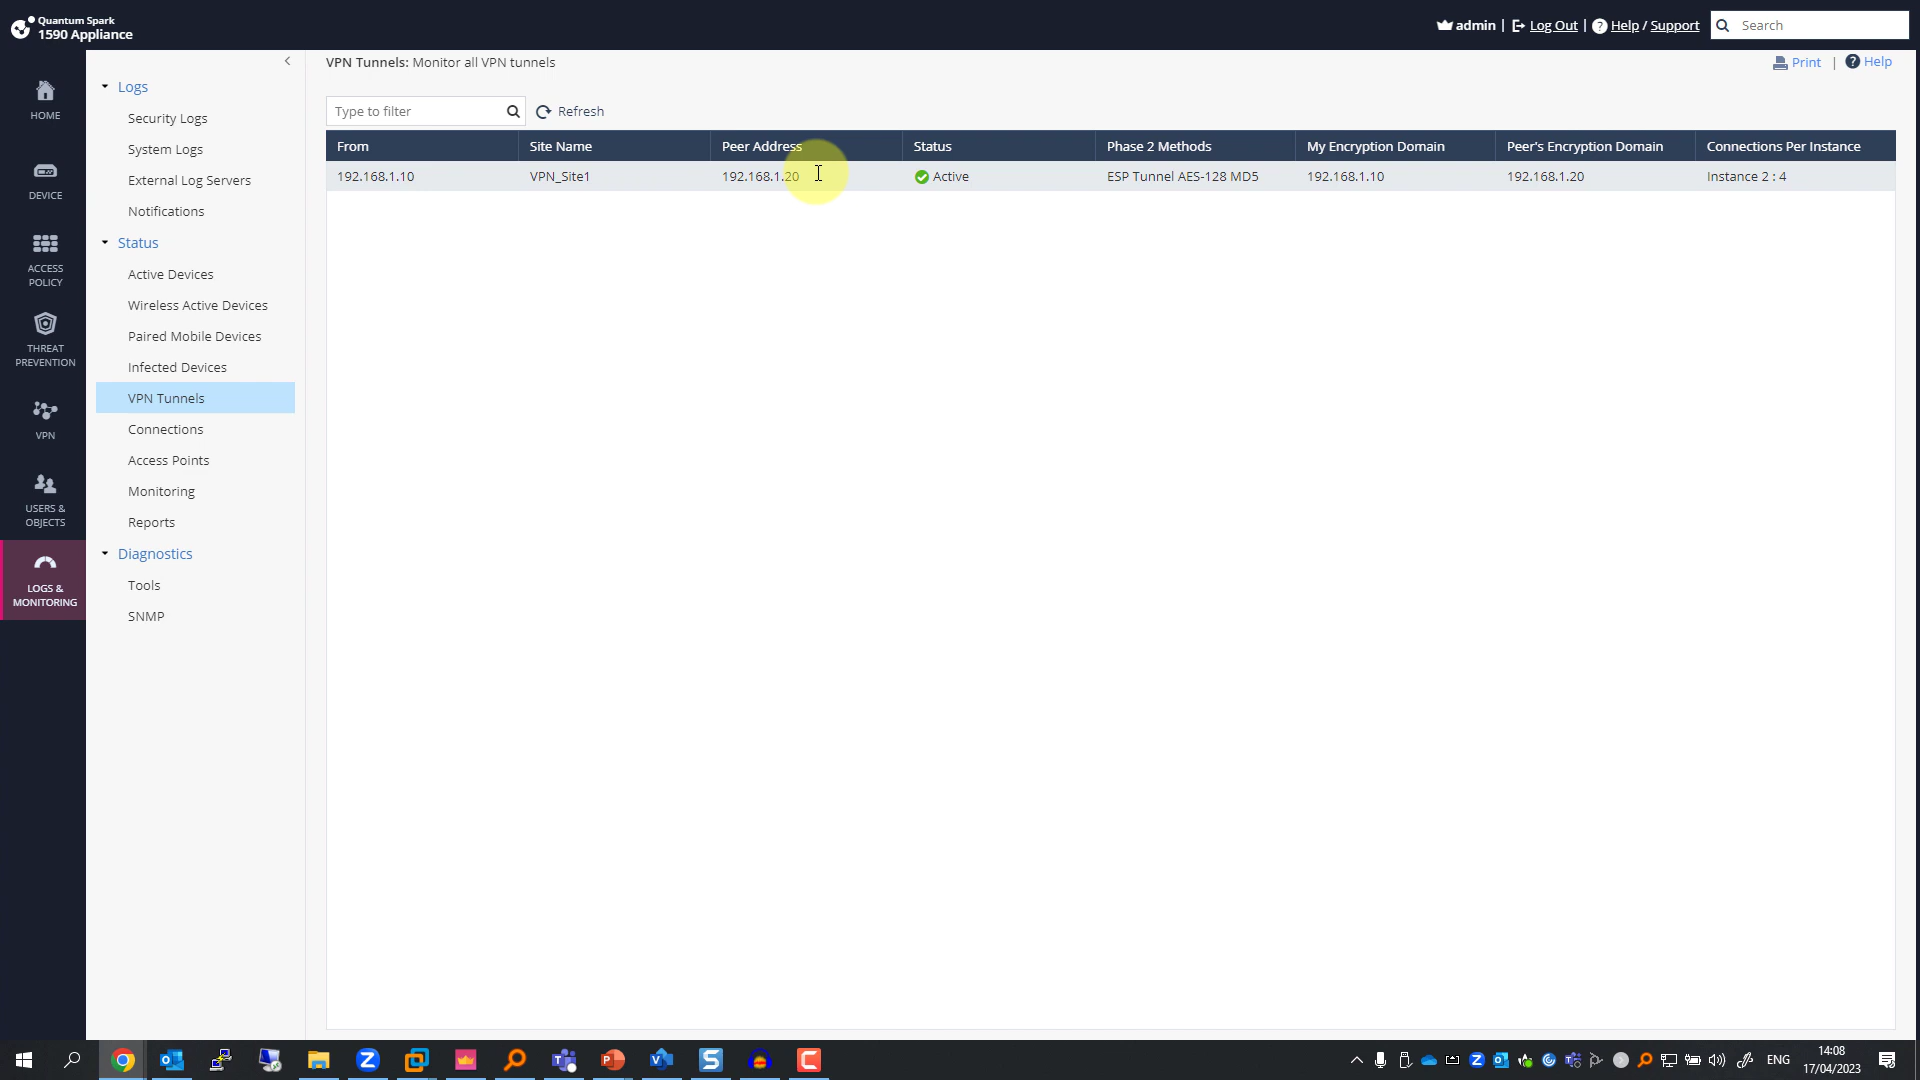 Quantum Spark
1590 Appliance
admin | Log Out | Help / Support
Search
HOME
DEVICE
ACCESS
POLICY
THREAT
PREVENTION
VPN
USERS &
OBJECTS
LOGS &
MONITORING
Logs
Security Logs
System Logs
External Log Servers
Notifications
Status
Active Devices
Wireless Active Devices
Paired Mobile Devices
Infected Devices
VPN Tunnels
Connections
Access Points
Monitoring
Reports
Diagnostics
Tools
SNMP
VPN Tunnels: Monitor all VPN tunnels
Print | Help
Type to filter
Refresh
From Site Name Peer Address Status Phase 2 Methods My Encryption Domain Peer's Encryption Domain Connections Per Instance
192.168.1.10 VPN_Site1 192.168.1.20 Active ESP Tunnel AES-128 MD5 192.168.1.10 192.168.1.20 Instance 2 : 4
ENG
14:08
17/04/2023